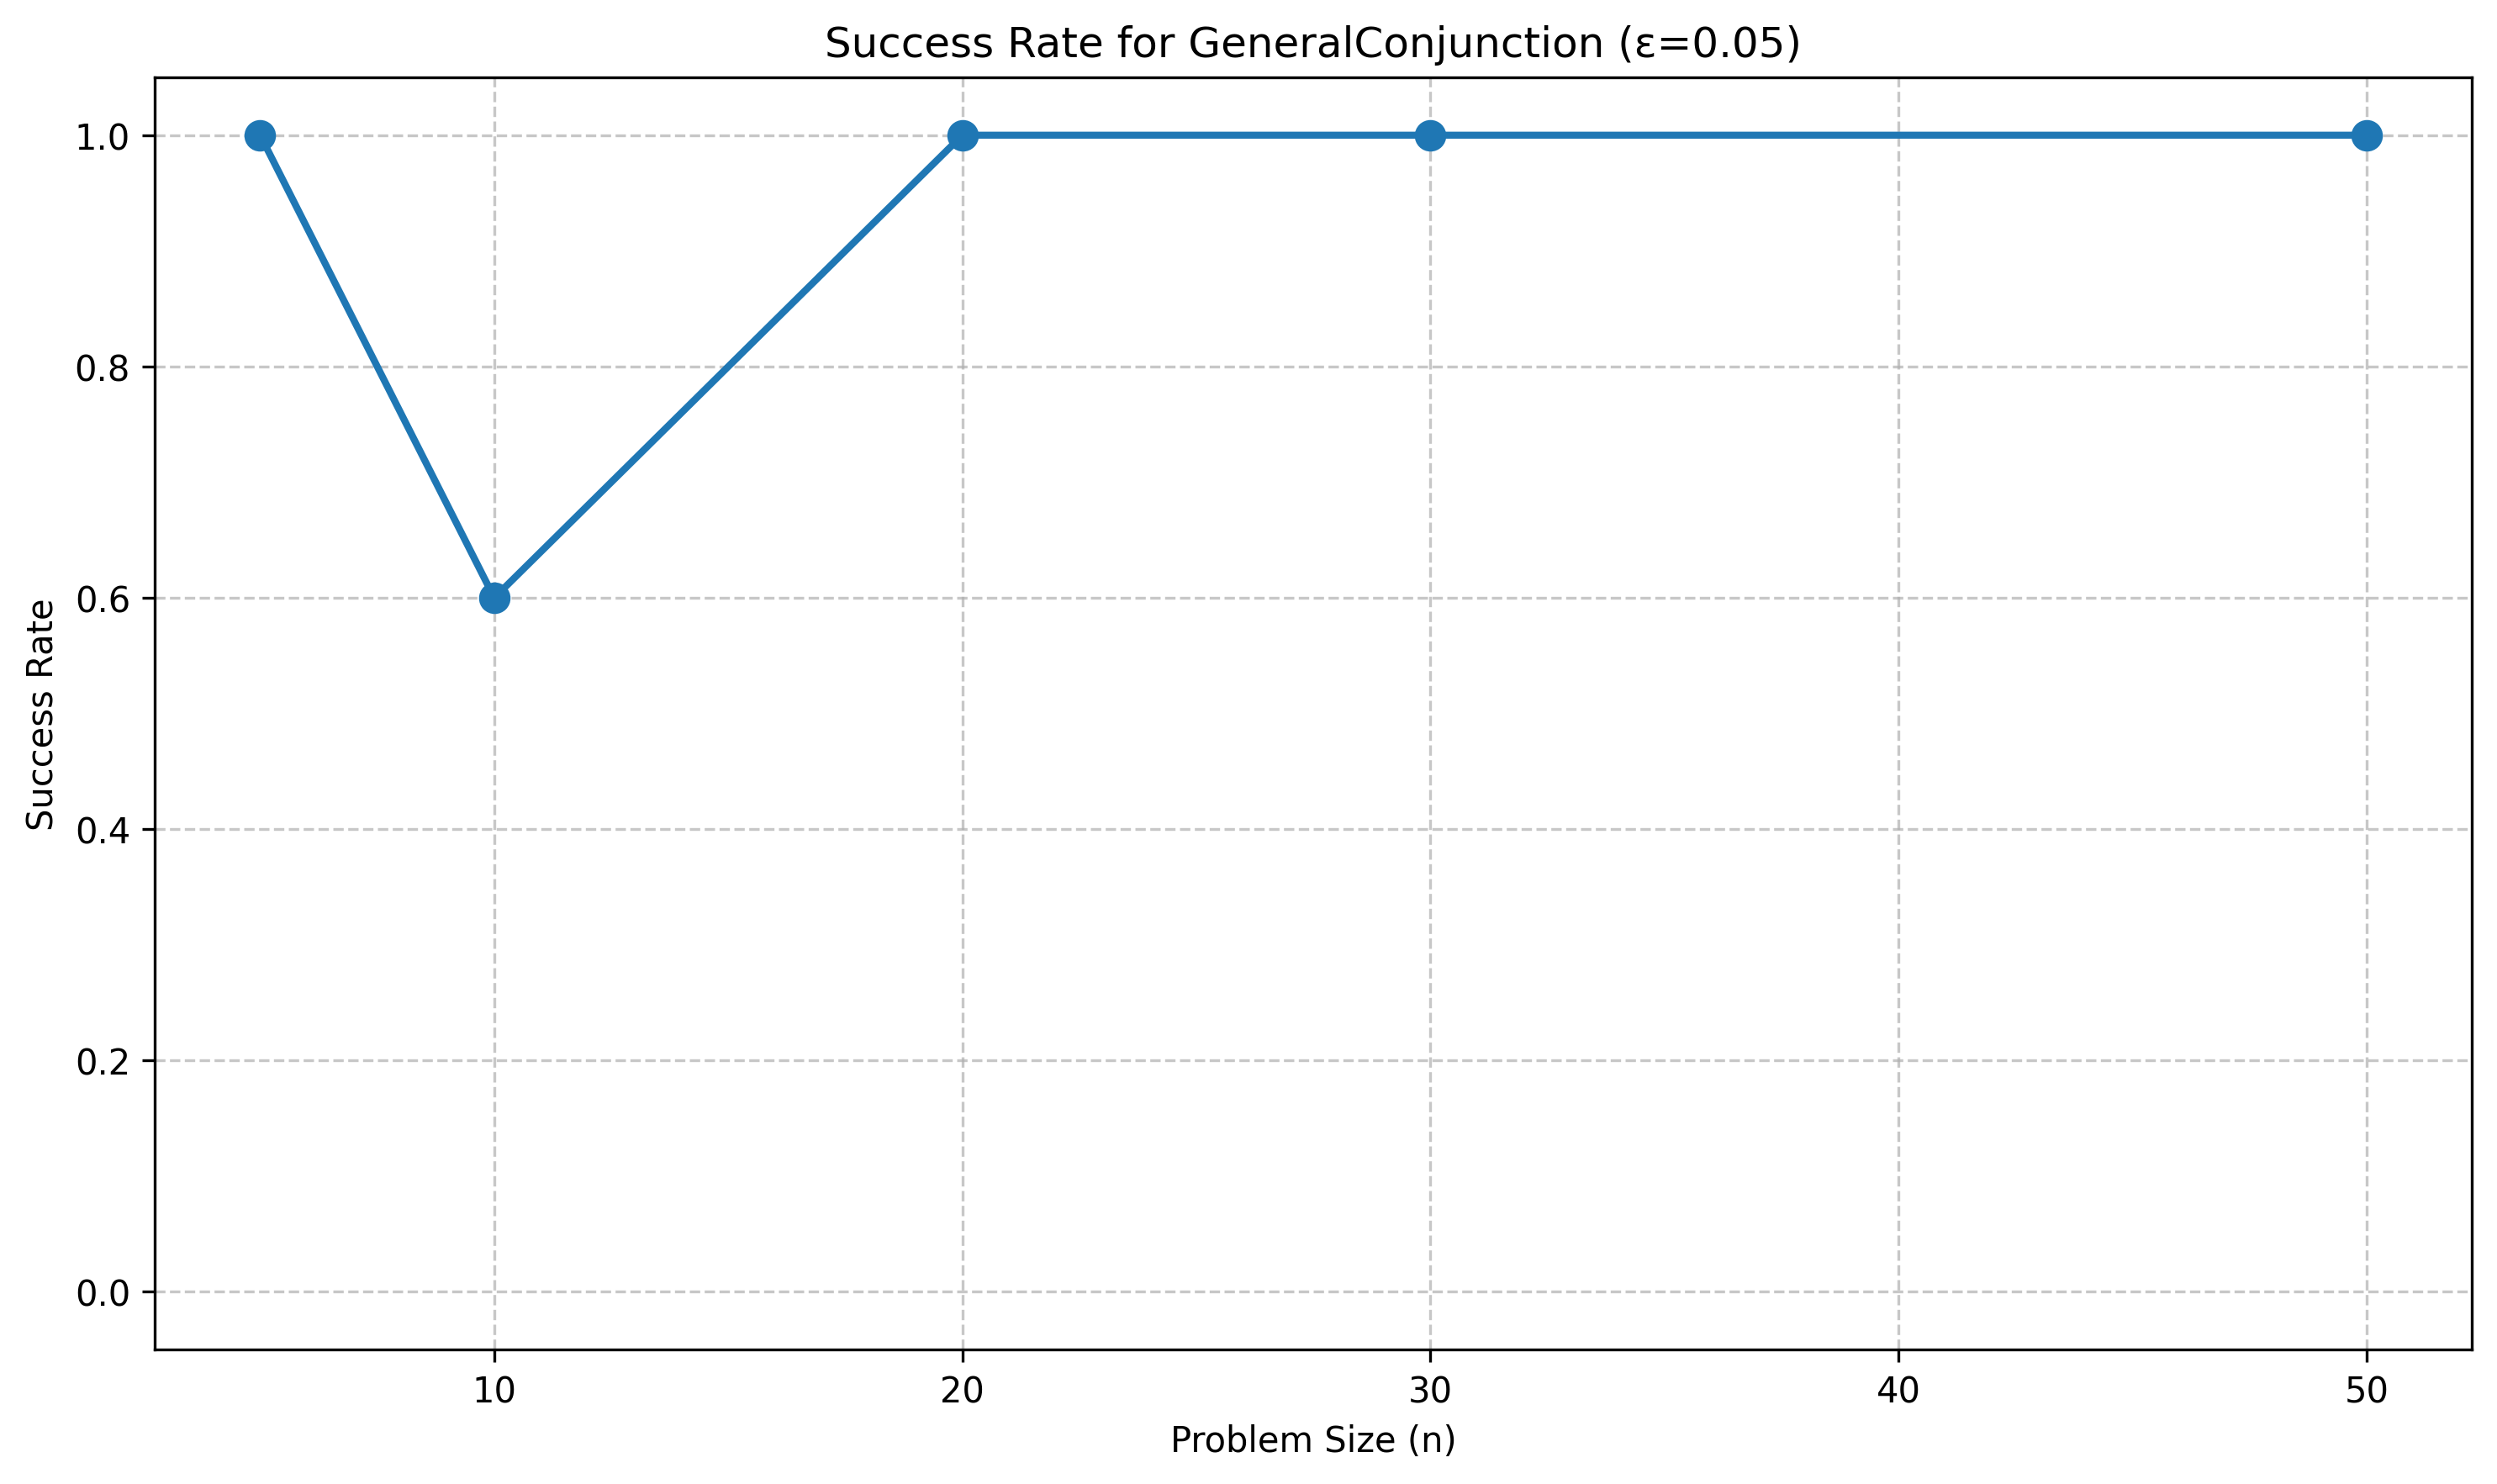 Success Rate for GeneralConjunction (ε=0.05)
Success Rate
1.0
0.8
0.6
0.4
0.2
0.0
10 20 30 40 50
Problem Size (n)